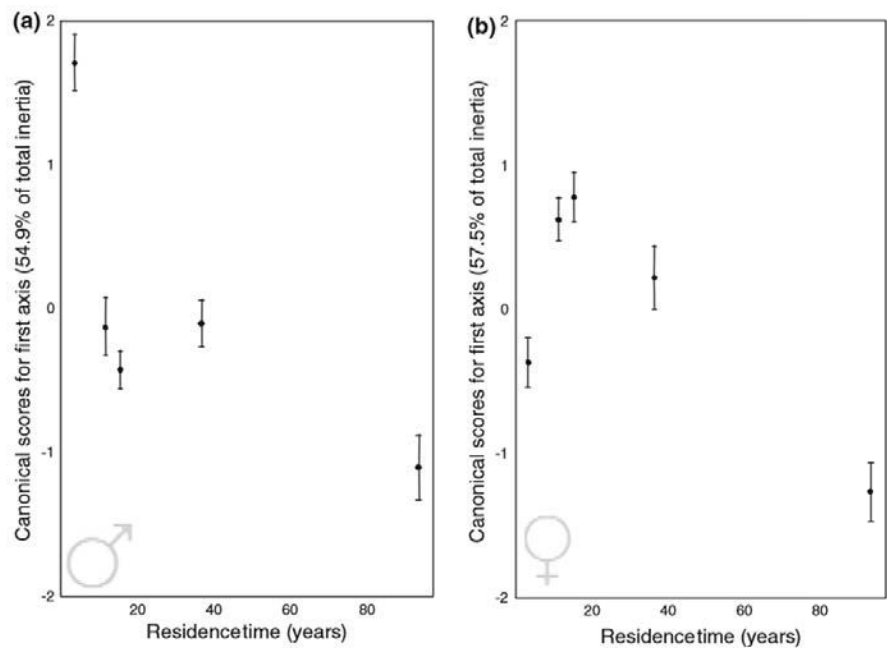 (a)
Canonical scores for first axis (54.9% of total inertia)
2
1
0
-1
-2
20 40 60 80
Residencetime (years)
(b)
Canonical scores for first axis (57.5% of total inertia)
2
1
0
-1
-2
20 40 60 80
Residencetime (years)